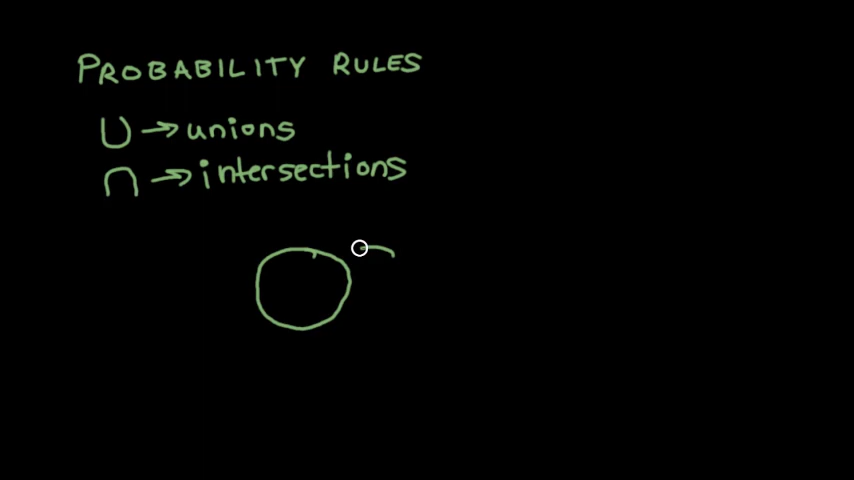 PROBABILITY RULES
∪ → unions
∩ → intersections